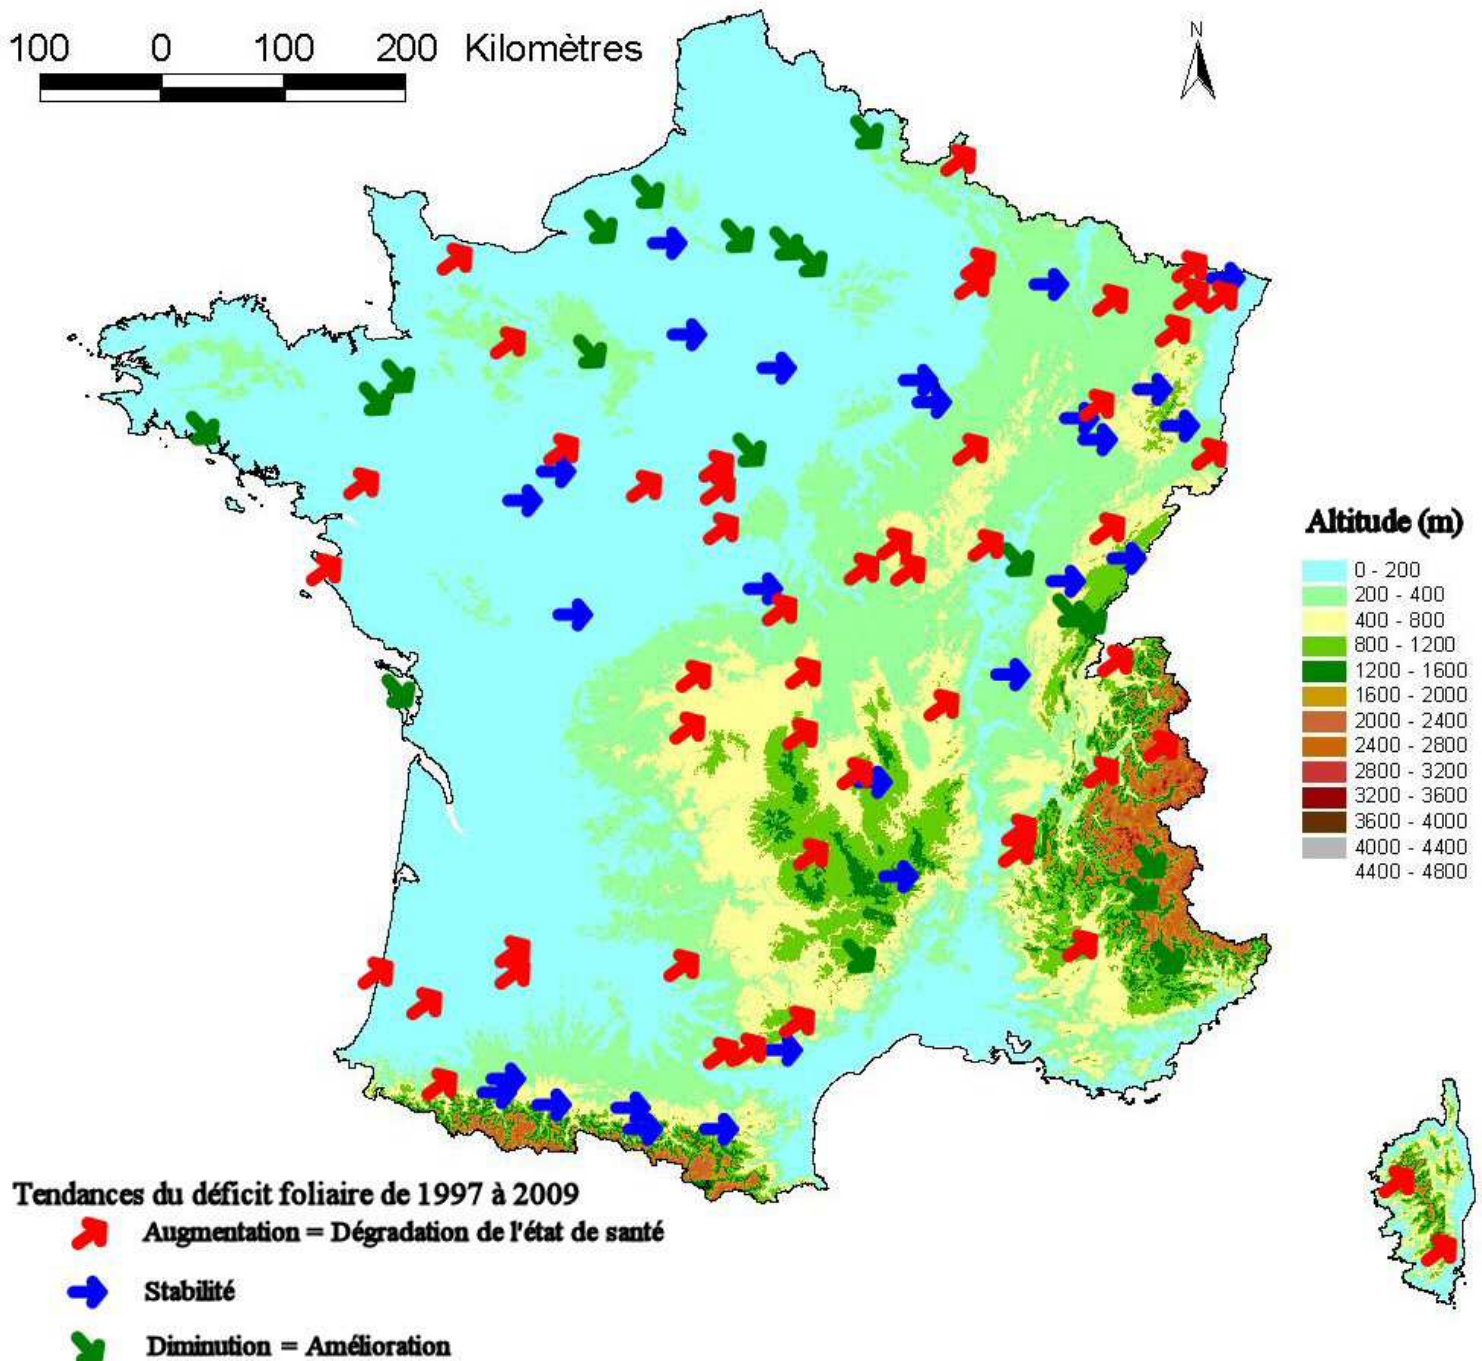 100 0 100 200 Kilomètres
N
Altitude (m)
0 - 200
200 - 400
400 - 800
800 - 1200
1200 - 1600
1600 - 2000
2000 - 2400
2400 - 2800
2800 - 3200
3200 - 3600
3600 - 4000
4000 - 4400
4400 - 4800
Tendances du déficit foliaire de 1997 à 2009
Augmentation = Dégradation de l'état de santé
Stabilité
Diminution = Amélioration